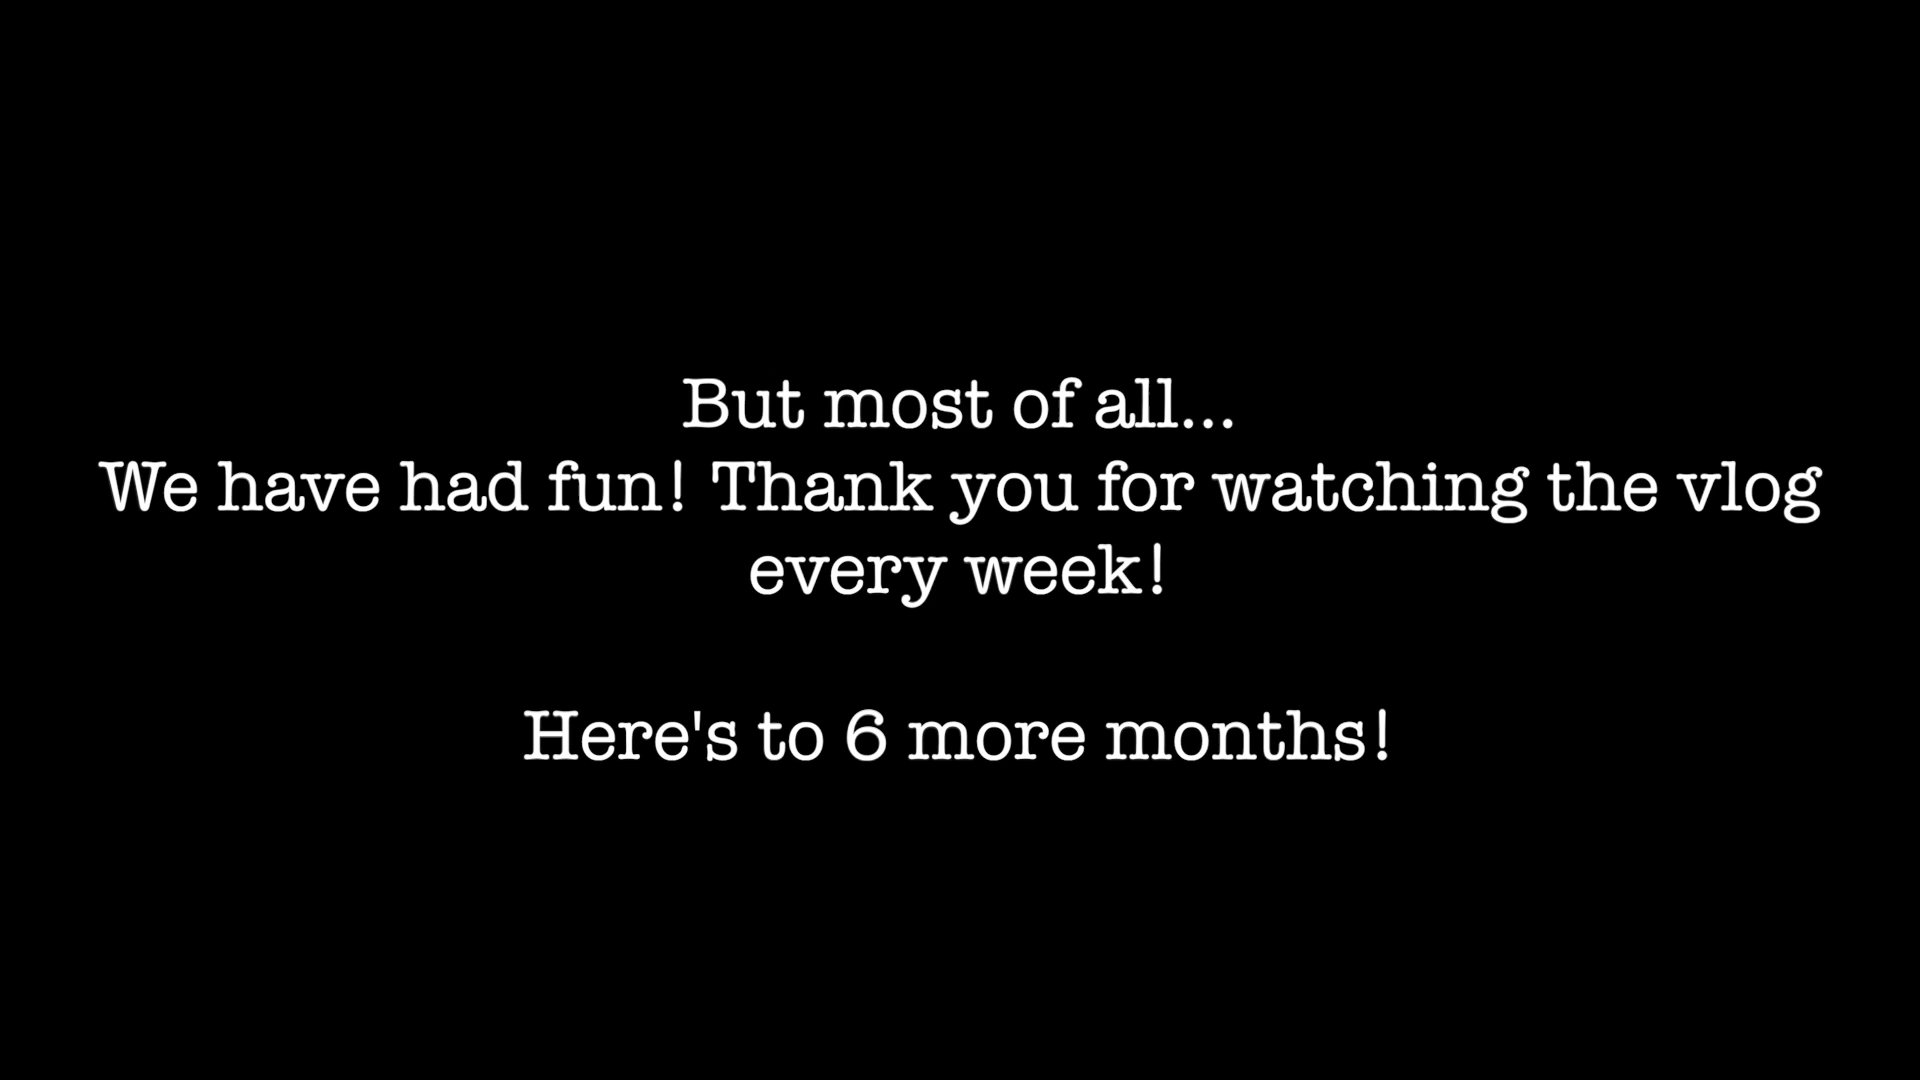 But most of all...
We have had fun! Thank you for watching the vlog
every week!
Here's to 6 more months!